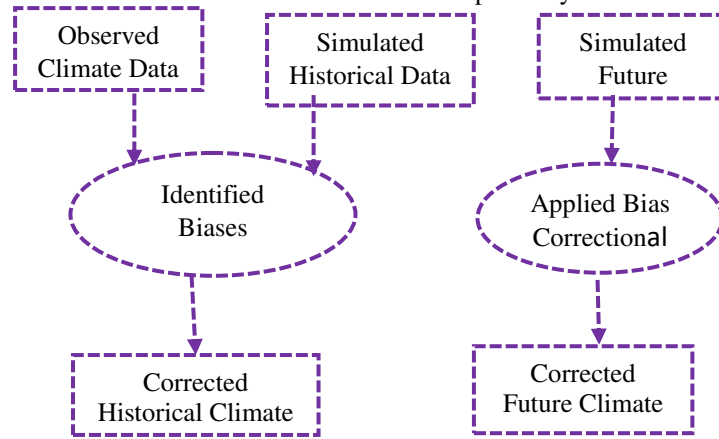 Observed
Climate Data
Simulated
Historical Data
Simulated
Future
Identified
Biases
Applied Bias
Correctional
Corrected
Historical Climate
Corrected
Future Climate